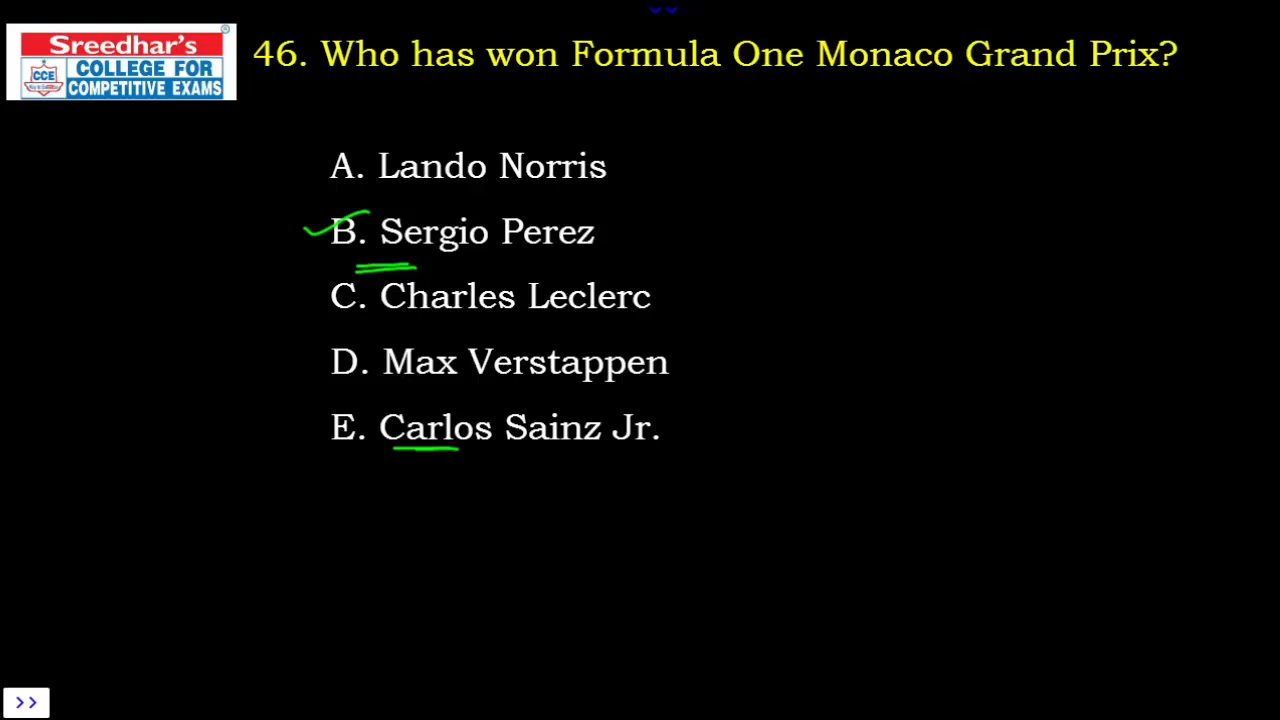 Sreedhar's
CCE
COLLEGE FOR
COMPETITIVE EXAMS
46. Who has won Formula One Monaco Grand Prix?
A. Lando Norris
B. Sergio Perez
C. Charles Leclerc
D. Max Verstappen
E. Carlos Sainz Jr.
>>